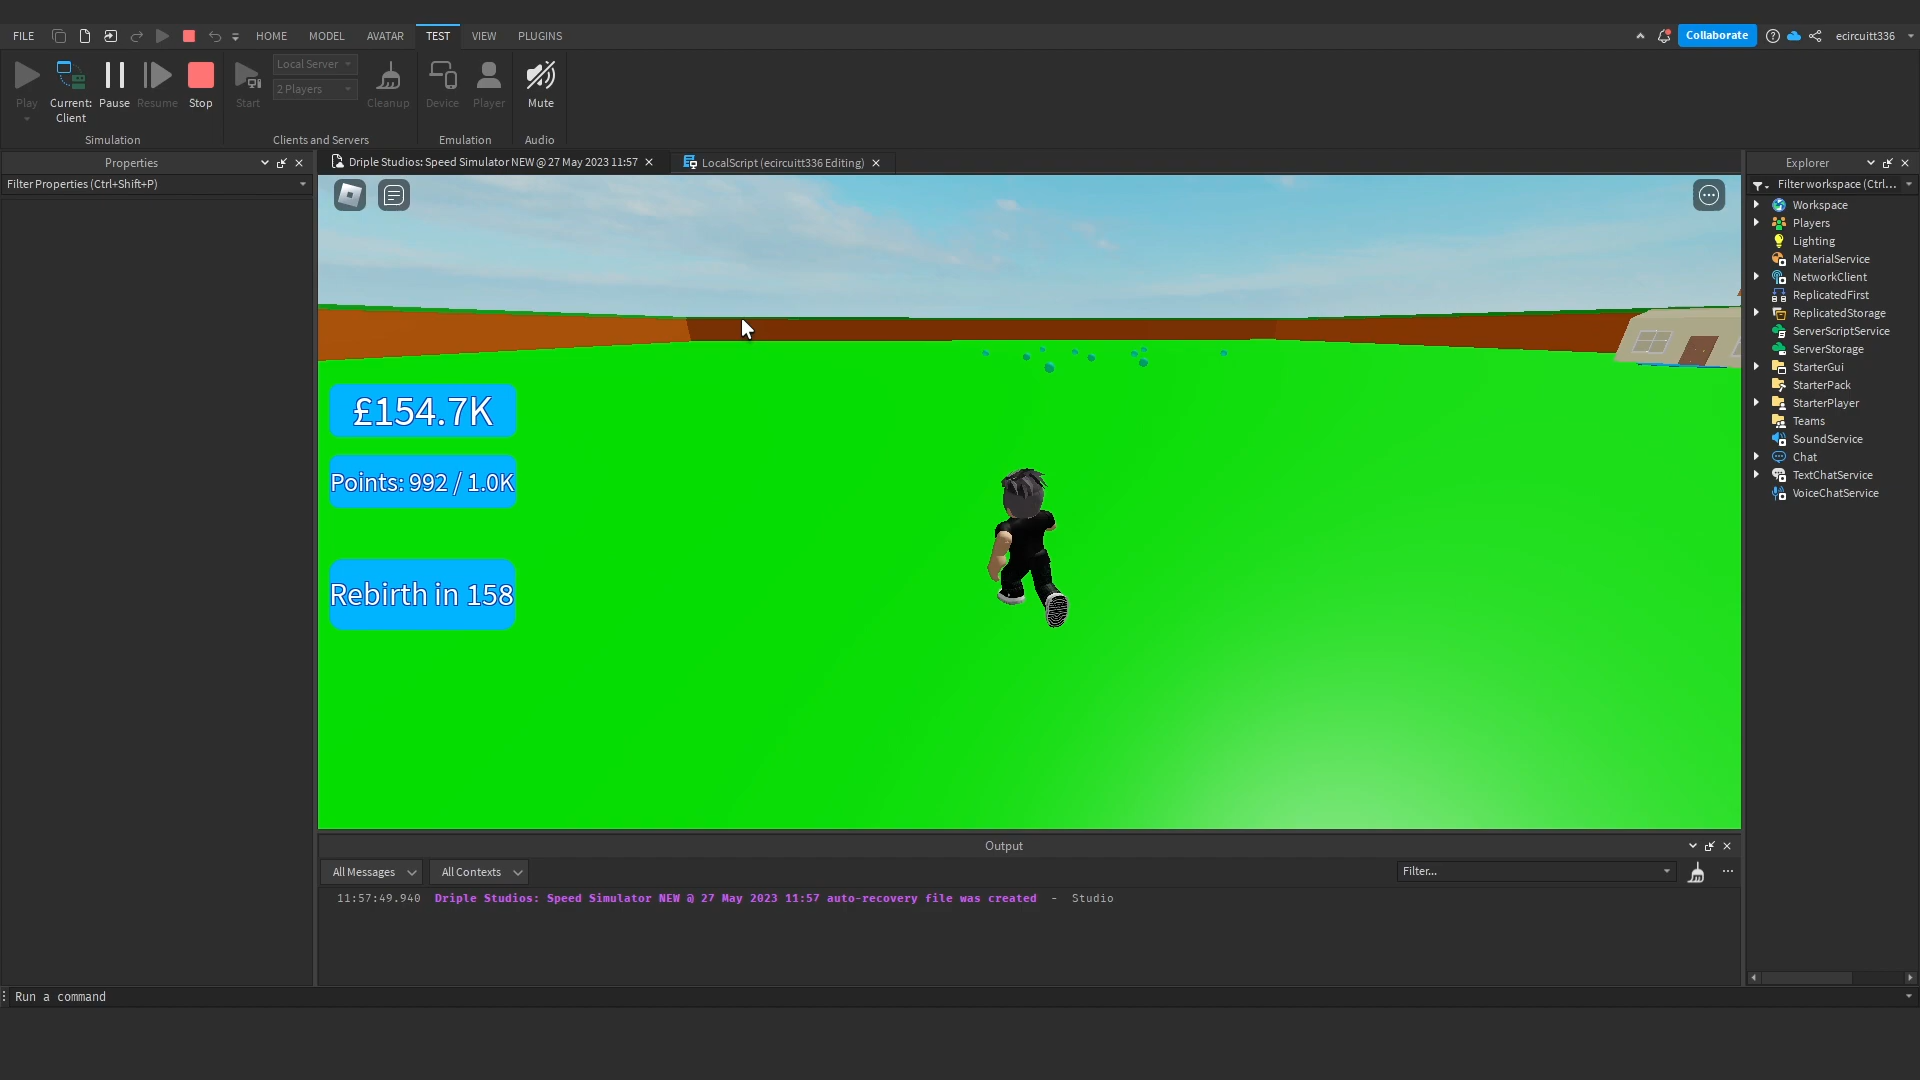 FILE
HOME
MODEL
AVATAR
TEST
VIEW
PLUGINS
Collaborate
ecircuitt336
Play
Current:
Client
Pause
Resume
Stop
Simulation
Start
Local Server
2 Players
Cleanup
Clients and Servers
Device
Player
Emulation
Mute
Audio
Properties
Filter Properties (Ctrl+Shift+P)
Driple Studios: Speed Simulator NEW @ 27 May 2023 11:57
LocalScript (ecircuitt336 Editing)
£154.7K
Points: 992 / 1.0K
Rebirth in 158
Explorer
Filter workspace (Ctrl...
Workspace
Players
Lighting
MaterialService
NetworkClient
ReplicatedFirst
ReplicatedStorage
ServerScriptService
ServerStorage
StarterGui
StarterPack
StarterPlayer
Teams
SoundService
Chat
TextChatService
VoiceChatService
Output
All Messages
All Contexts
Filter...
11:57:49.940 Driple Studios: Speed Simulator NEW @ 27 May 2023 11:57 auto-recovery file was created - Studio
Run a command